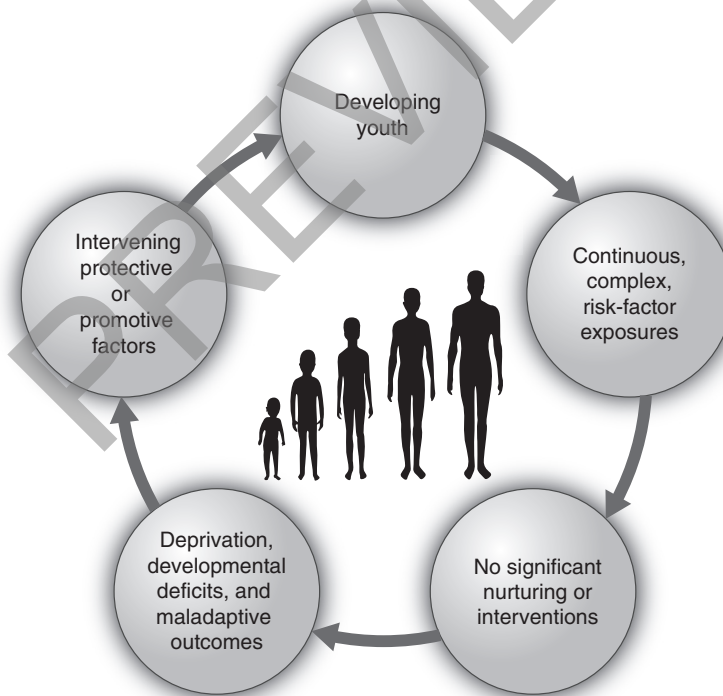 Developing
youth
Continuous,
complex,
risk-factor
exposures
No significant
nurturing or
interventions
Deprivation,
developmental
deficits, and
maladaptive
outcomes
Intervening
protective
or
promotive
factors
PREVIE